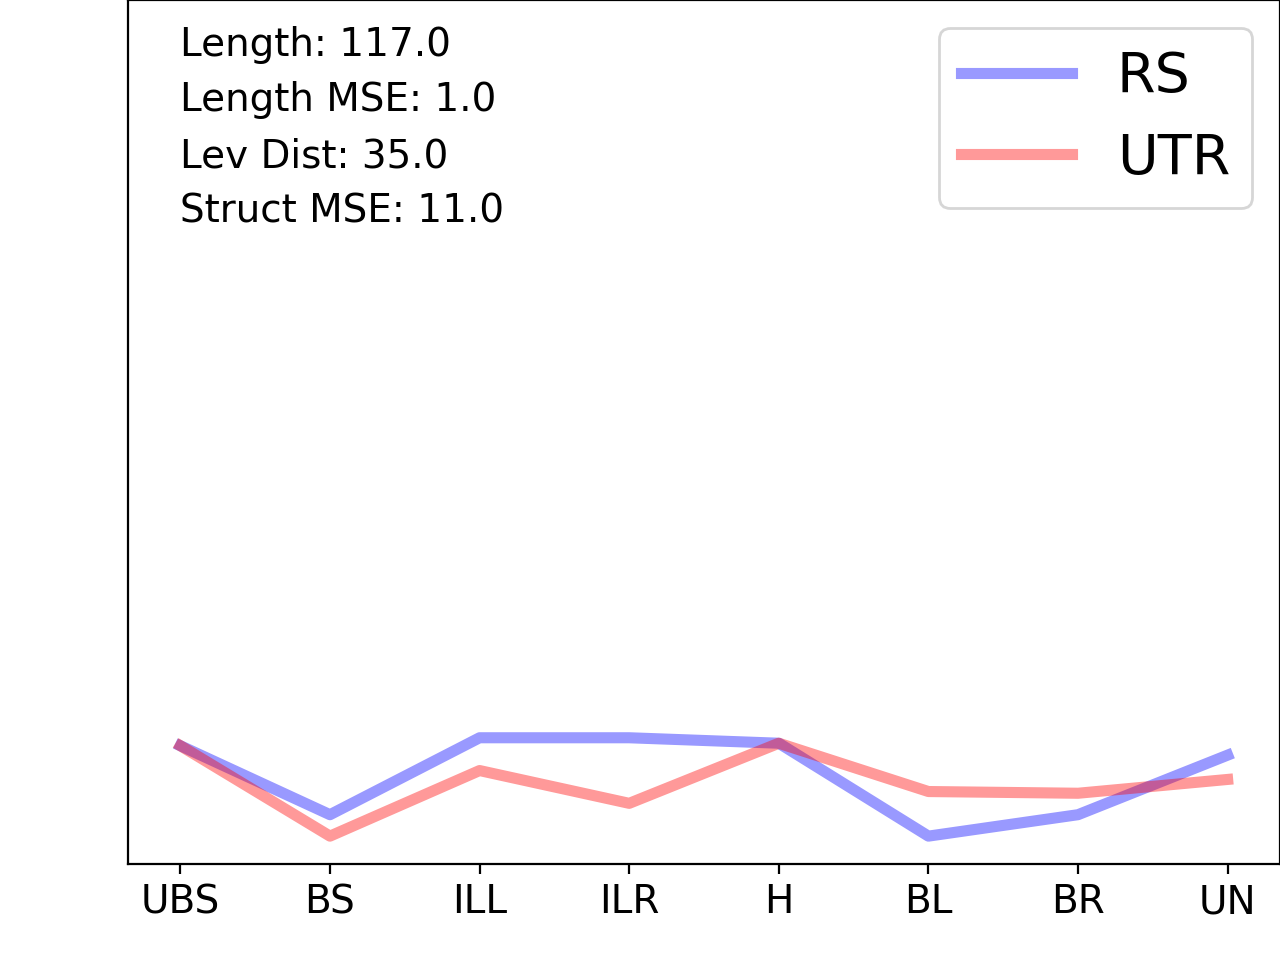 Length: 117.0
Length MSE: 1.0
Lev Dist: 35.0
Struct MSE: 11.0
RS
UTR
UBS BS ILL ILR H BL BR UN